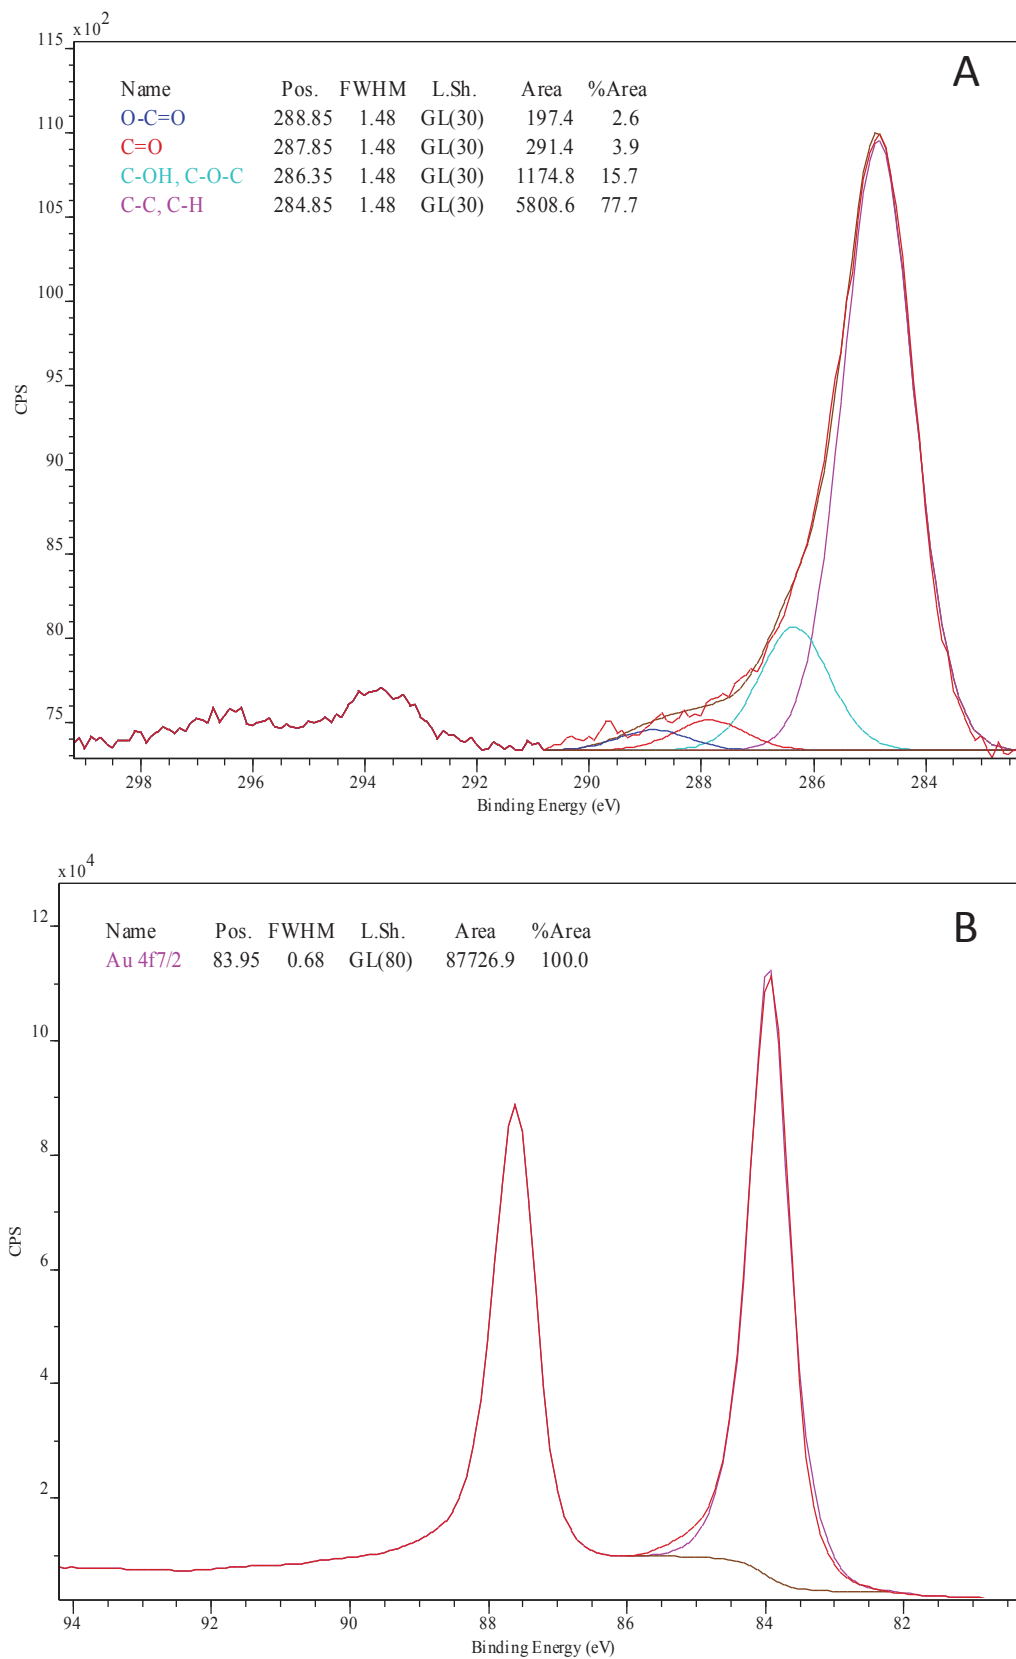 x10²
A
Name Pos. FWHM L.Sh. Area %Area
O-C=O 288.85 1.48 GL(30) 197.4 2.6
C=O 287.85 1.48 GL(30) 291.4 3.9
C-OH, C-O-C 286.35 1.48 GL(30) 1174.8 15.7
C-C, C-H 284.85 1.48 GL(30) 5808.6 77.7
115
110
105
100
95
90
85
80
75
CPS
298 296 294 292 290 288 286 284
Binding Energy (eV)
x10⁴
B
Name Pos. FWHM L.Sh. Area %Area
Au 4f7/2 83.95 0.68 GL(80) 87726.9 100.0
12
10
8
6
4
2
CPS
94 92 90 88 86 84 82
Binding Energy (eV)